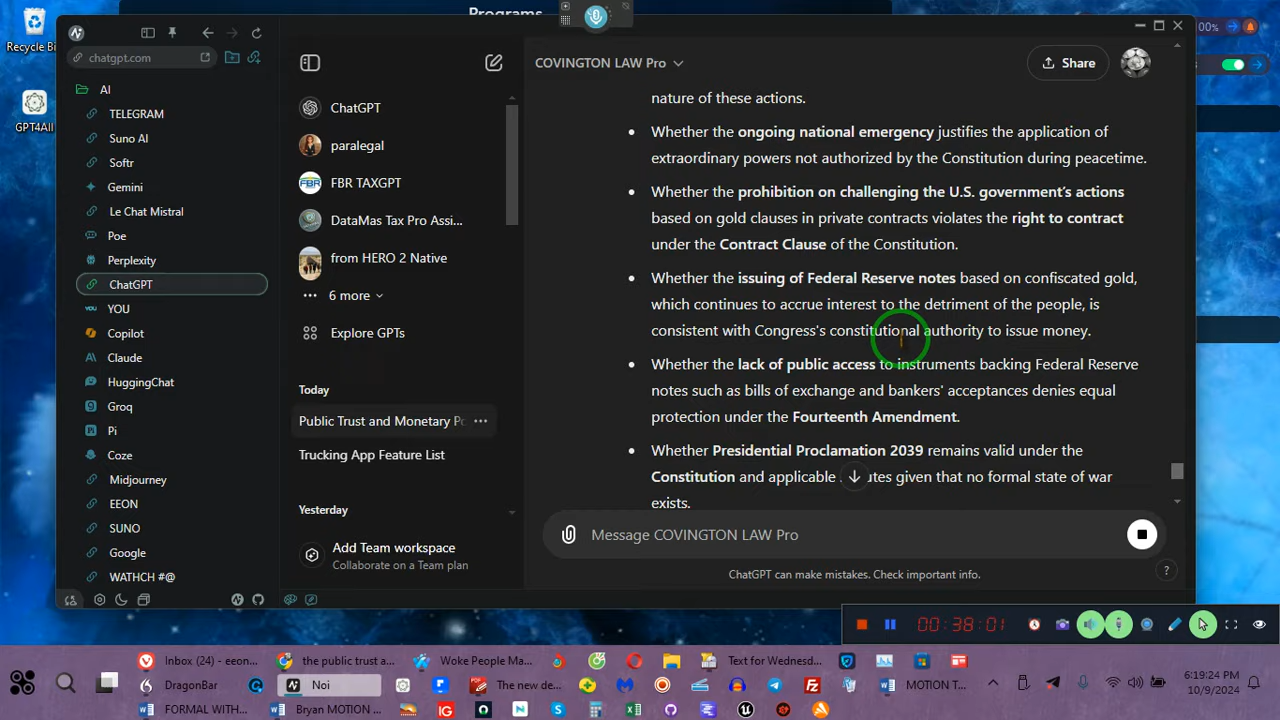 Programs
Recycle Bi
GPT4All
100%
chatgpt.com
AI
TELEGRAM
Suno AI
Softr
Gemini
Le Chat Mistral
Poe
Perplexity
ChatGPT
YOU
Copilot
Claude
HuggingChat
Groq
Pi
Coze
Midjourney
EEON
SUNO
Google
WATHCH #@
ChatGPT
paralegal
FBR TAXGPT
DataMas Tax Pro Assi...
from HERO 2 Native
6 more
Explore GPTs
Today
Public Trust and Monetary Po
Trucking App Feature List
Yesterday
Add Team workspace
Collaborate on a Team plan
COVINGTON LAW Pro
Share
nature of these actions.
Whether the ongoing national emergency justifies the application of
extraordinary powers not authorized by the Constitution during peacetime.
Whether the prohibition on challenging the U.S. government's actions
based on gold clauses in private contracts violates the right to contract
under the Contract Clause of the Constitution.
Whether the issuing of Federal Reserve notes based on confiscated gold,
which continues to accrue interest to the detriment of the people, is
consistent with Congress's constitutional authority to issue money.
Whether the lack of public access to instruments backing Federal Reserve
notes such as bills of exchange and bankers' acceptances denies equal
protection under the Fourteenth Amendment.
Whether Presidential Proclamation 2039 remains valid under the
Constitution and applicable utes given that no formal state of war
exists.
Message COVINGTON LAW Pro
ChatGPT can make mistakes. Check important info.
?
00:38:01
Inbox (24) - eeon...
the public trust a...
Woke People Ma...
Text for Wednesd...
DragonBar
Noi
The new de...
MOTION T...
6:19:24 PM
10/9/2024
FORMAL WITH...
Bryan MOTION ...